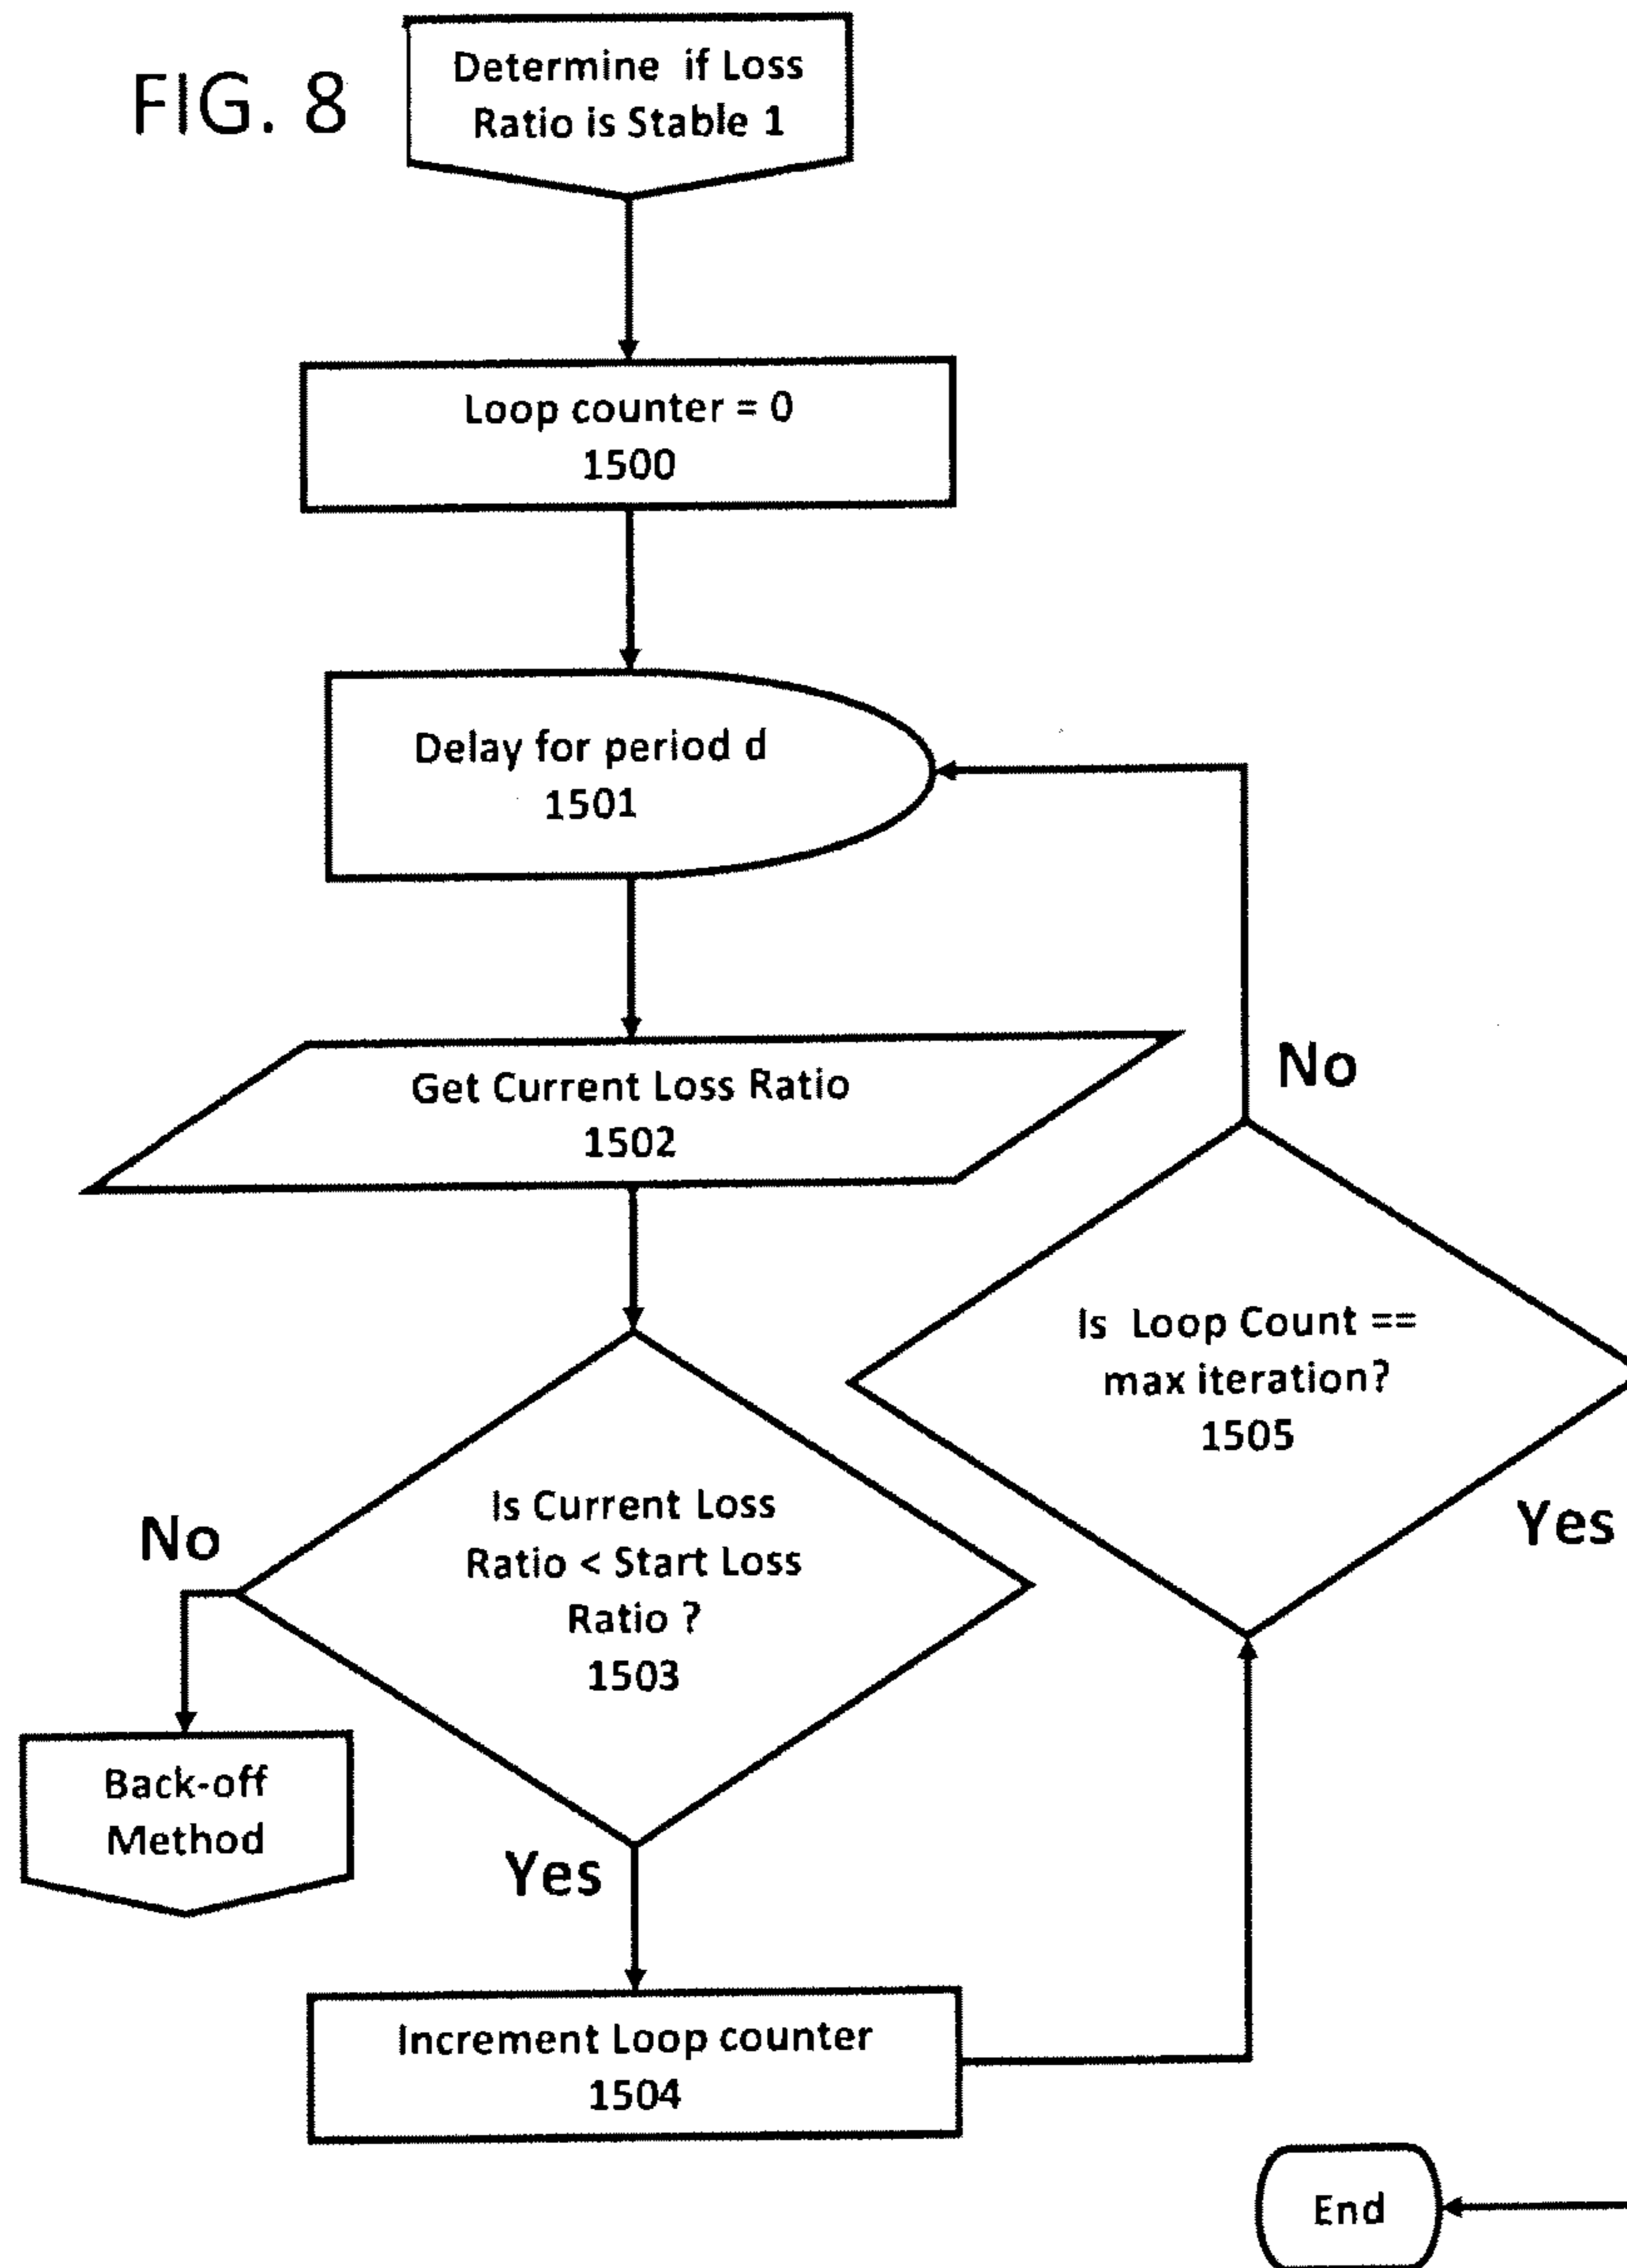 FIG. 8
Determine if Loss
Ratio is Stable 1
Loop counter = 0
1500
Delay for period d
1501
Get Current Loss Ratio
1502
No
Is Loop Count ==
max iteration?
1505
Yes
Is Current Loss
Ratio < Start Loss
Ratio ?
1503
No
Back-off
Method
Yes
Increment Loop counter
1504
End